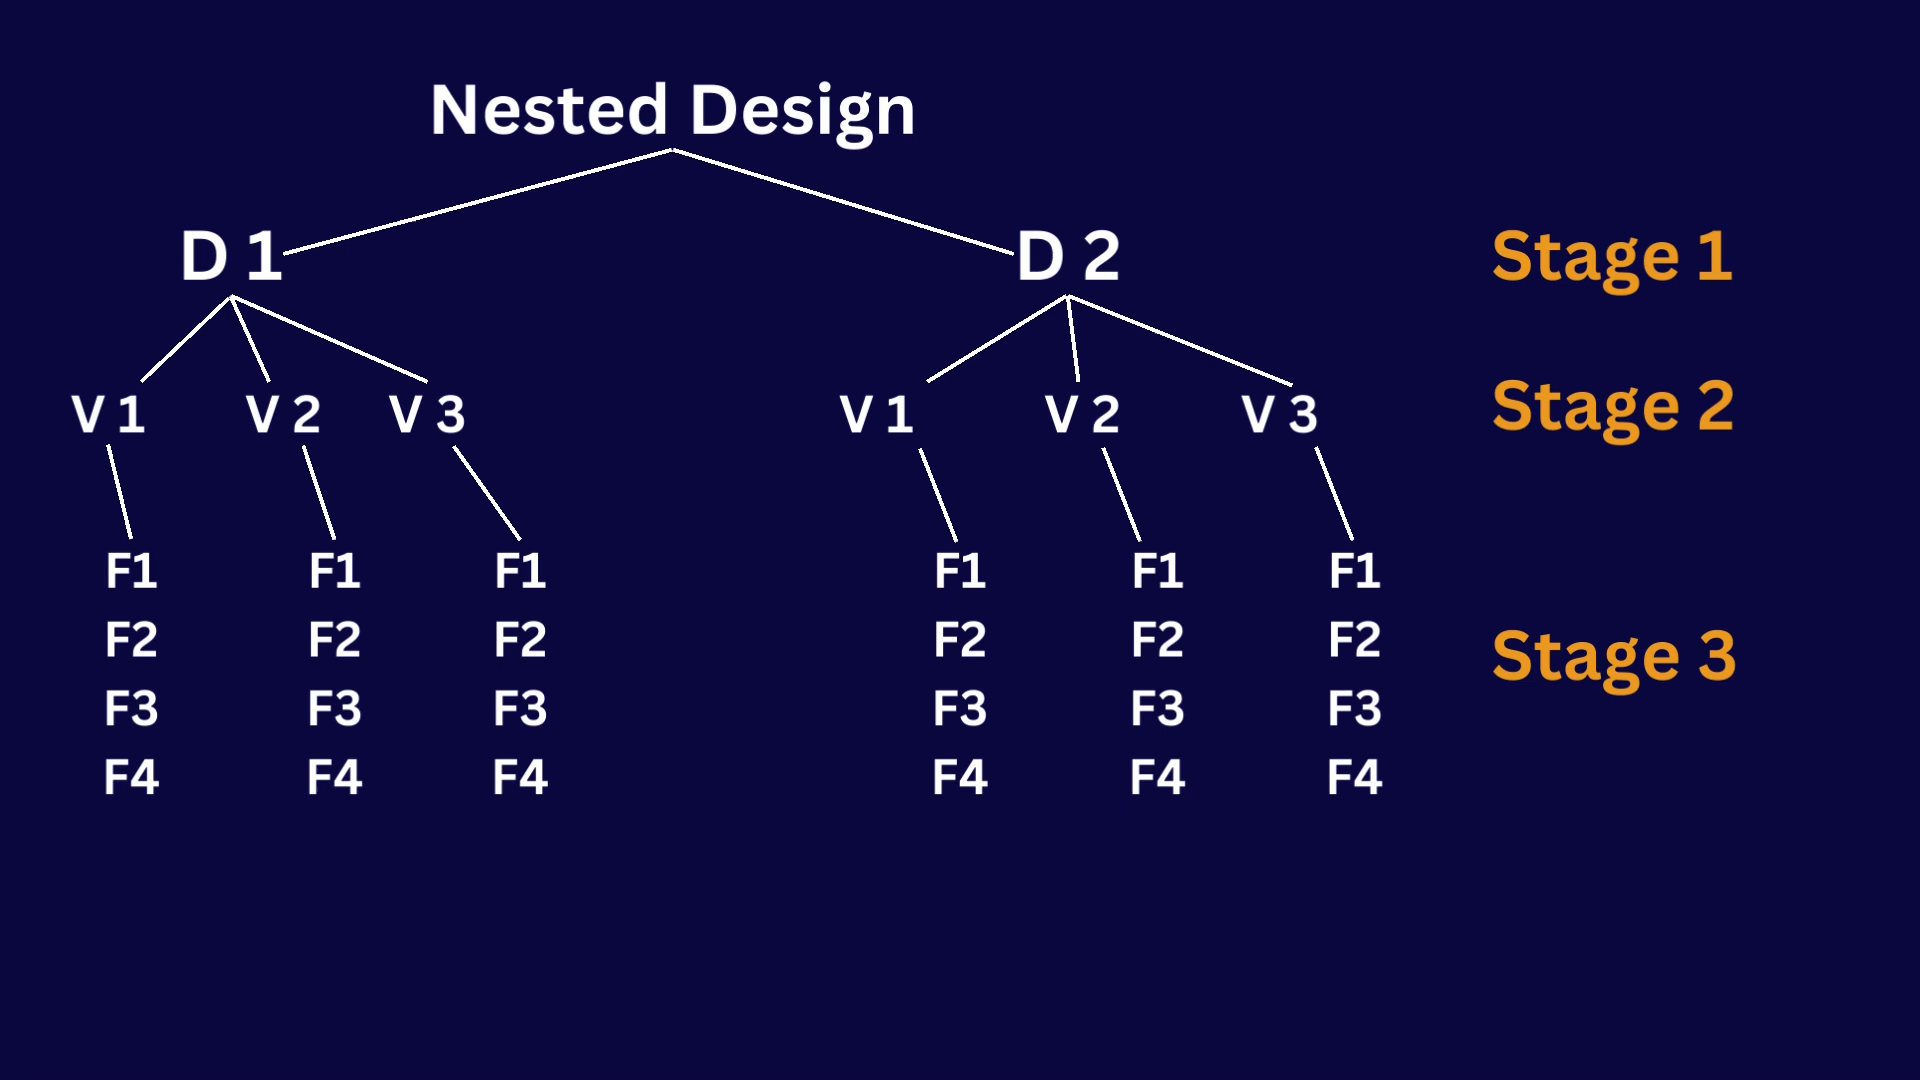 Nested Design
D 1 D 2 Stage 1
V 1 V 2 V 3 V 1 V 2 V 3 Stage 2
F1 F1 F1 F1 F1 F1
F2 F2 F2 F2 F2 F2
Stage 3
F3 F3 F3 F3 F3 F3
F4 F4 F4 F4 F4 F4